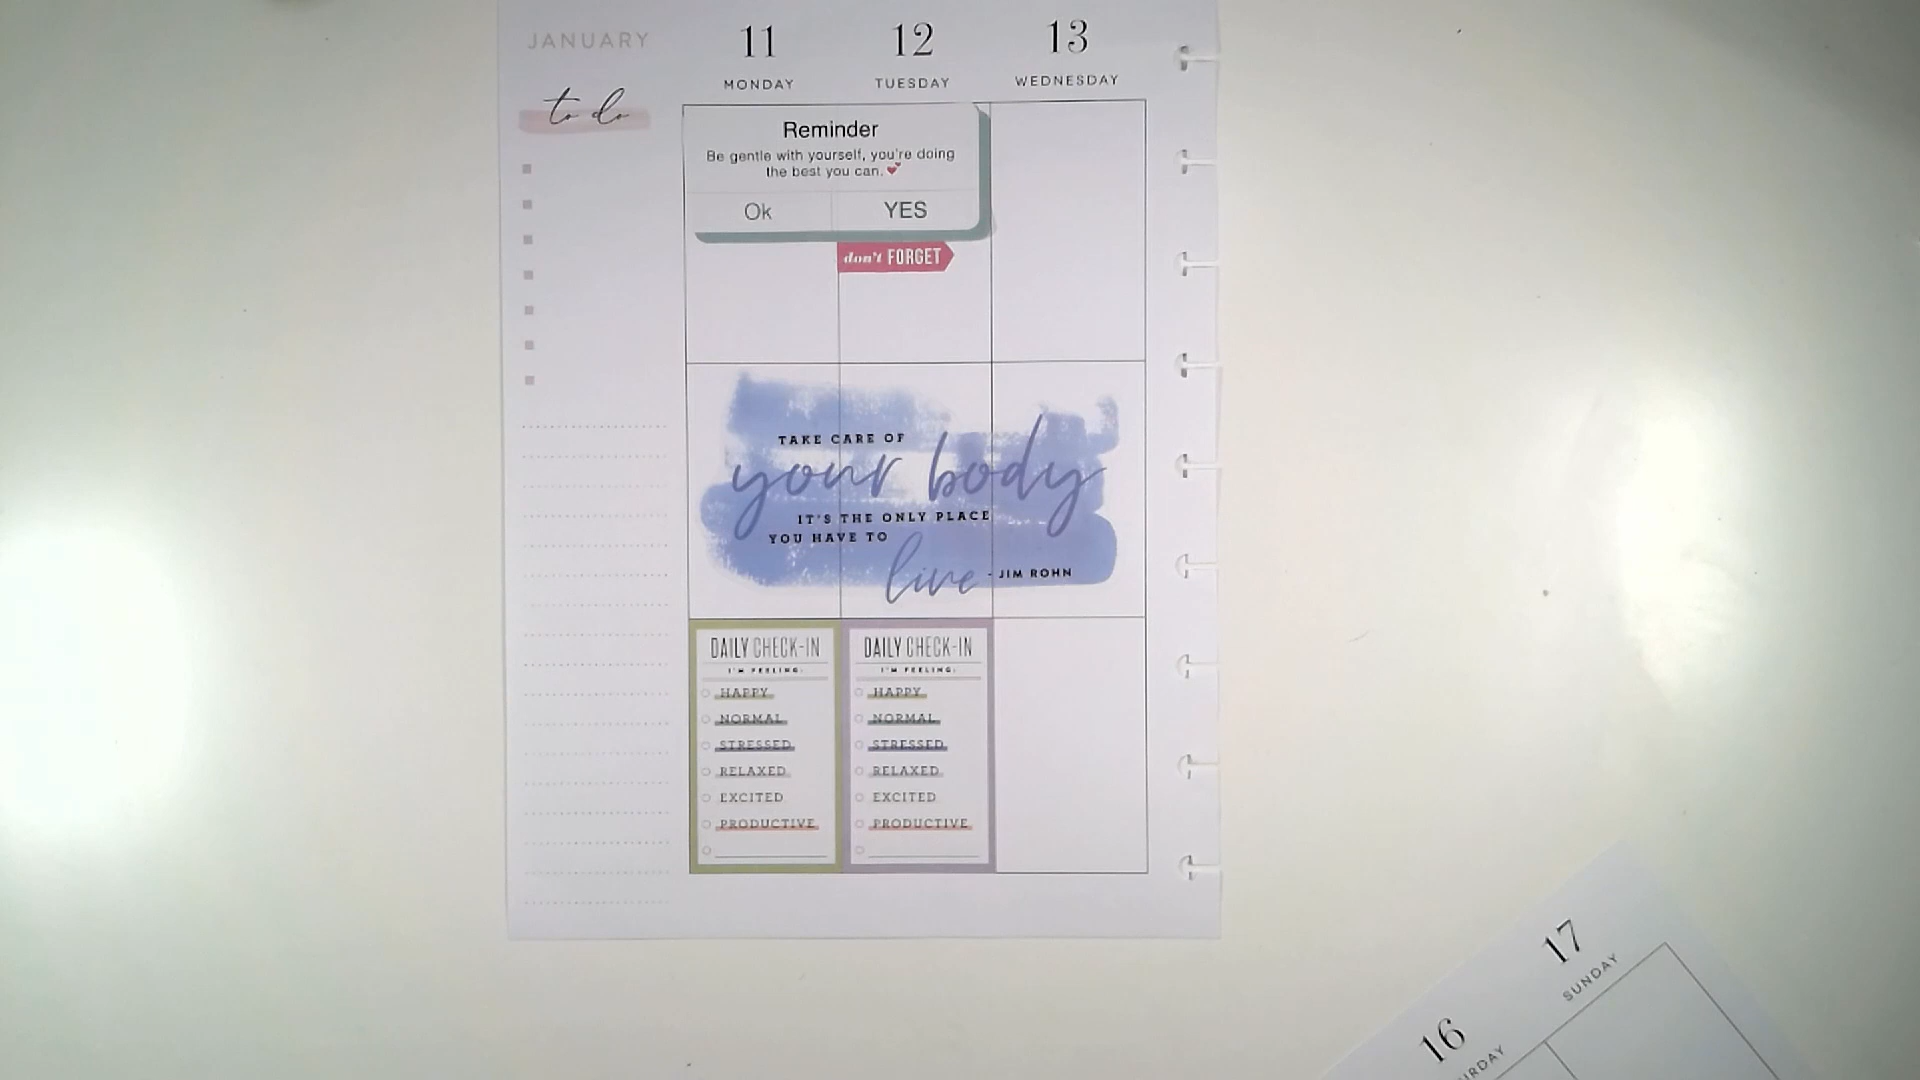 JANUARY
to do
11
MONDAY
12
TUESDAY
13
WEDNESDAY
Reminder
Be gentle with yourself, you're doing
the best you can.
Ok
YES
don't FORGET
TAKE CARE OF
your body
IT'S THE ONLY PLACE
YOU HAVE TO
live - JIM ROHN
DAILY CHECK-IN
I'M FEELING:
HAPPY
NORMAL
STRESSED
RELAXED
EXCITED
PRODUCTIVE
DAILY CHECK-IN
I'M FEELING:
HAPPY
NORMAL
STRESSED
RELAXED
EXCITED
PRODUCTIVE
17
SUNDAY
16